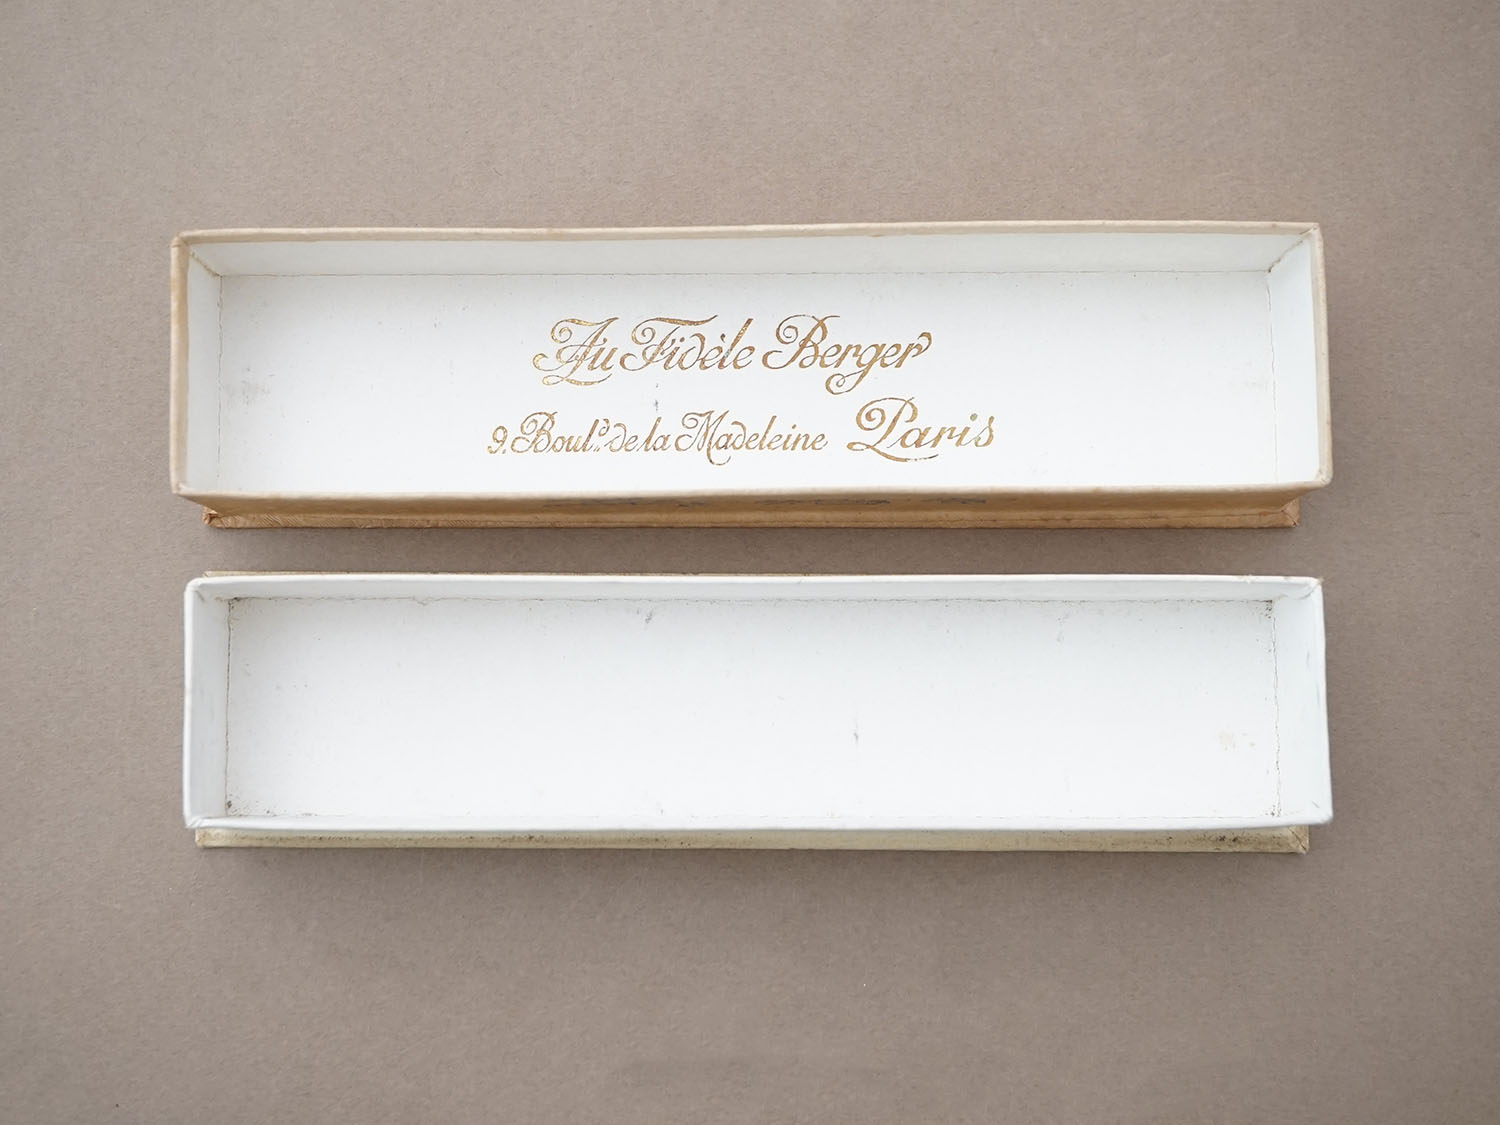 Au Fidèle Berger
9. Boul.d de la Madeleine Paris